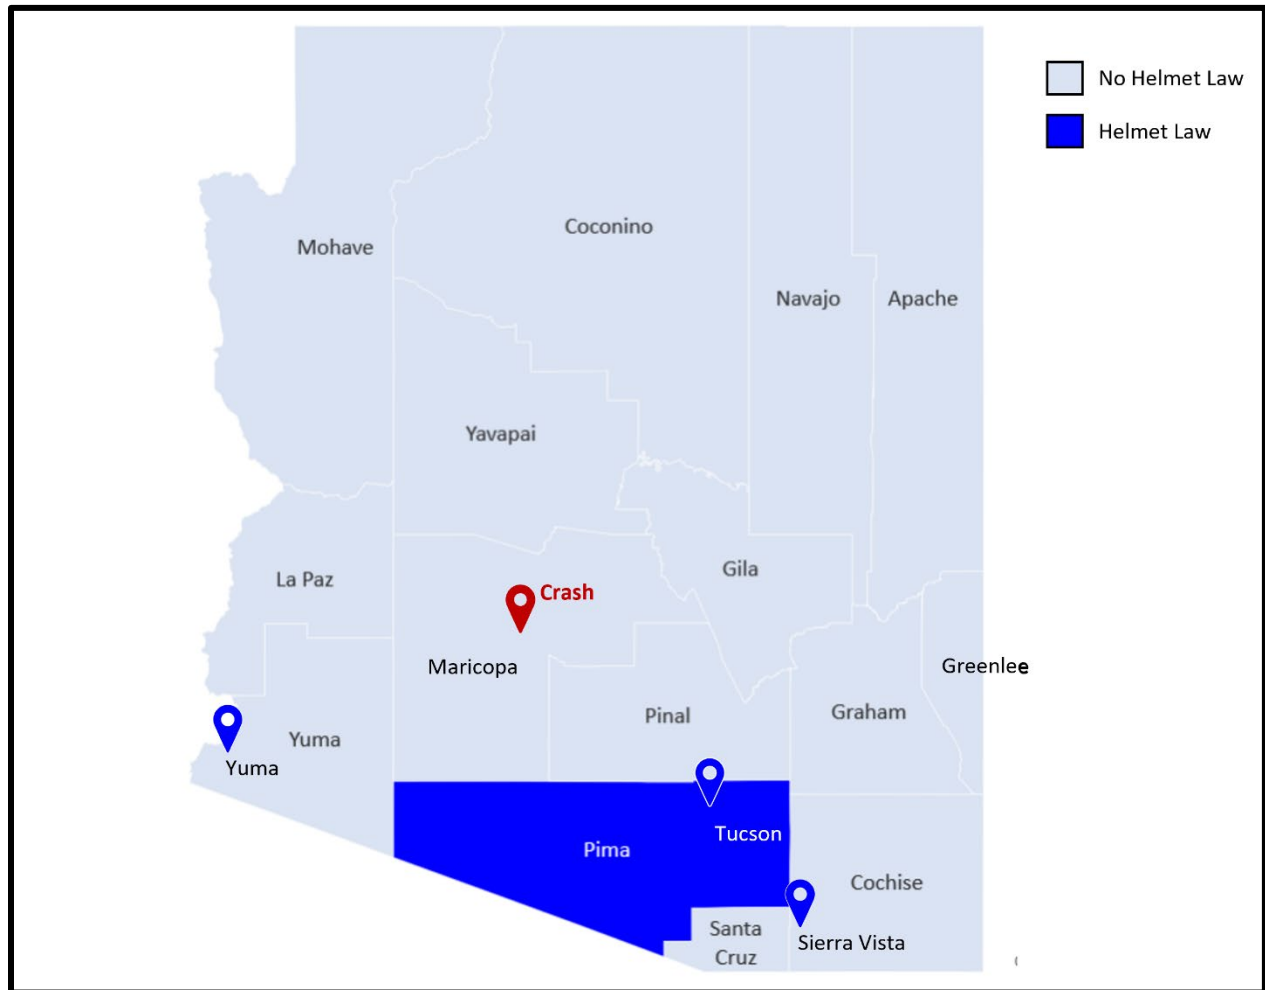 No Helmet Law
Helmet Law
Coconino
Mohave
Navajo
Apache
Yavapai
Gila
La Paz
Crash
Maricopa
Greenlee
Graham
Pinal
Yuma
Yuma
Tucson
Pima
Cochise
Santa
Cruz
Sierra Vista